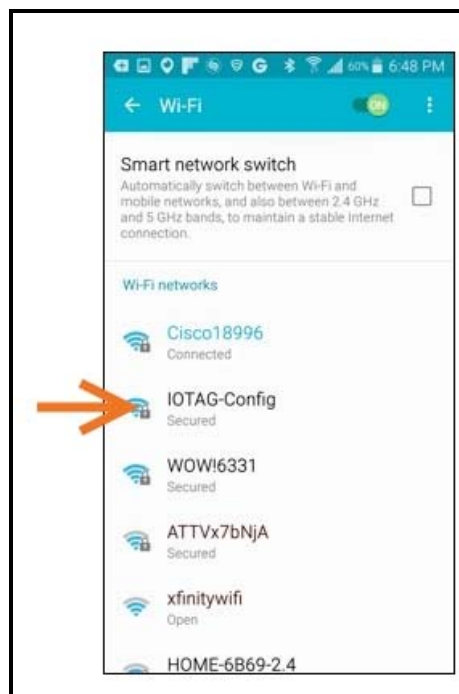 60% 6:48 PM
Wi-Fi
ON
Smart network switch
Automatically switch between Wi-Fi and
mobile networks, and also between 2.4 GHz
and 5 GHz bands, to maintain a stable Internet
connection.
Wi-Fi networks
Cisco18996
Connected
IOTAG-Config
Secured
WOW!6331
Secured
ATTVx7bNjA
Secured
xfinitywifi
Open
HOME-6B69-2.4